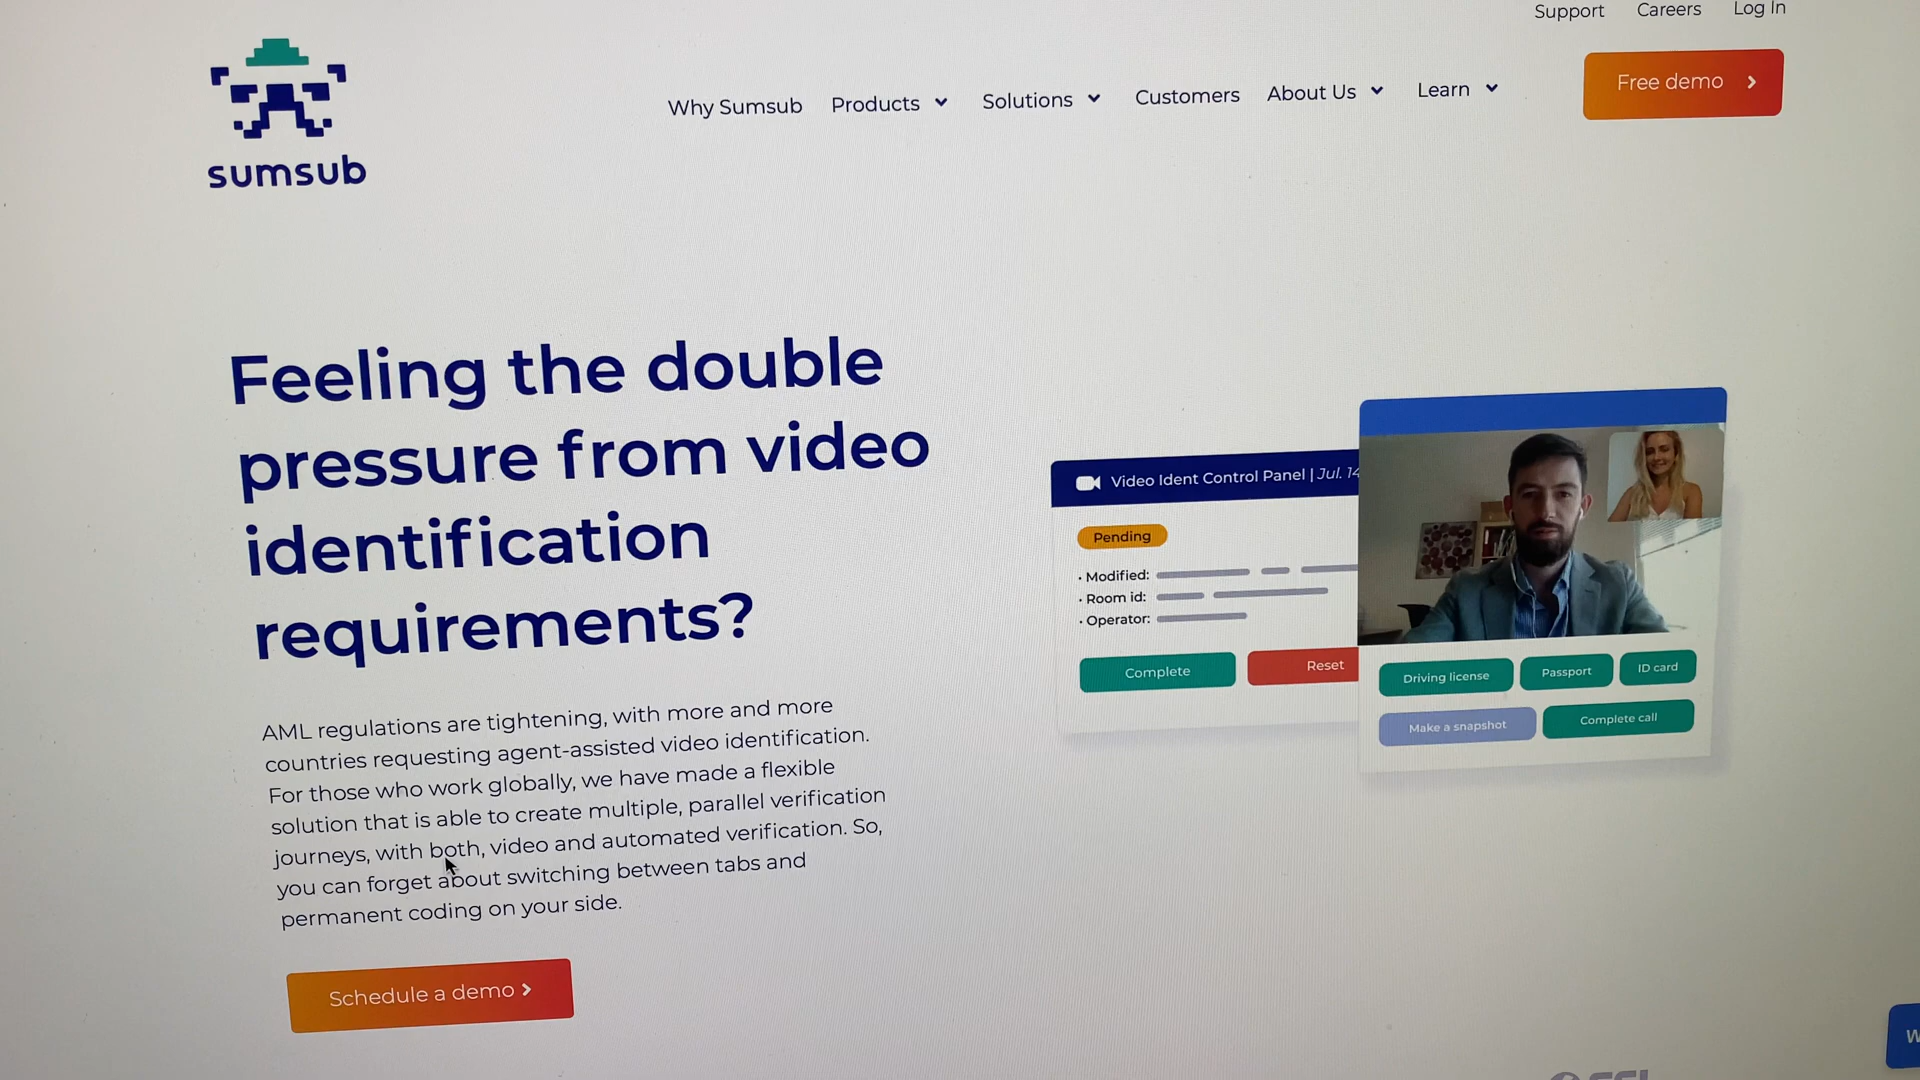 Support Careers Log In
sumsub
Why Sumsub Products Solutions Customers About Us Learn
Free demo
Feeling the double
pressure from video
identification
requirements?
AML regulations are tightening, with more and more
countries requesting agent-assisted video identification.
For those who work globally, we have made a flexible
solution that is able to create multiple, parallel verification
journeys, with both, video and automated verification. So,
you can forget about switching between tabs and
permanent coding on your side.
Schedule a demo
Video Ident Control Panel | Jul. 14
Pending
· Modified:
· Room id:
· Operator:
Complete Reset
Driving license Passport ID card
Make a snapshot Complete call